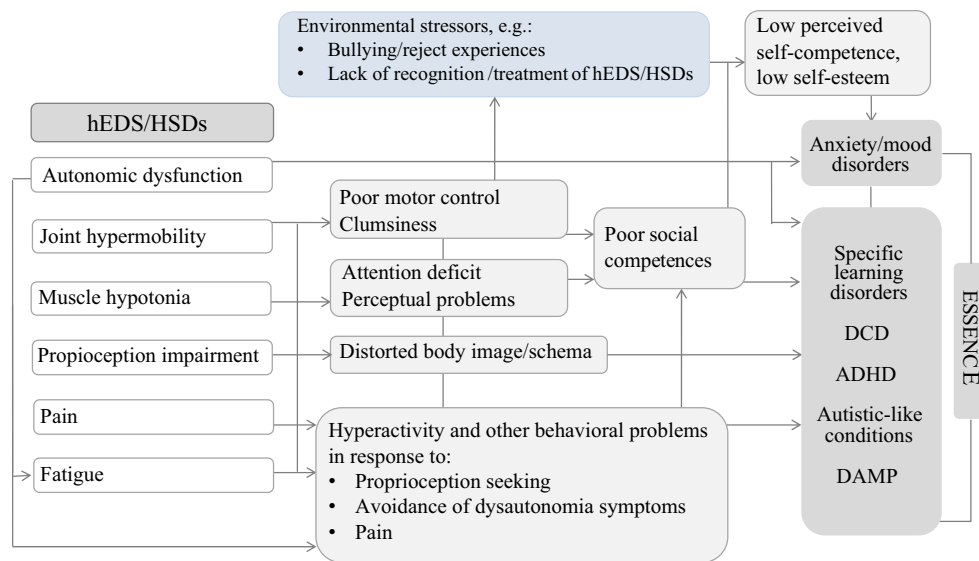 Environmental stressors, e.g.:
• Bullying/reject experiences
• Lack of recognition /treatment of hEDS/HSDs
Low perceived
self-competence,
low self-esteem
hEDS/HSDs
Autonomic dysfunction
Joint hypermobility
Muscle hypotonia
Propioception impairment
Pain
Fatigue
Poor motor control
Clumsiness
Attention deficit
Perceptual problems
Distorted body image/schema
Hyperactivity and other behavioral problems
in response to:
• Proprioception seeking
• Avoidance of dysautonomia symptoms
• Pain
Poor social
competences
Anxiety/mood
disorders
Specific
learning
disorders
DCD
ADHD
Autistic-like
conditions
DAMP
ESSENCE